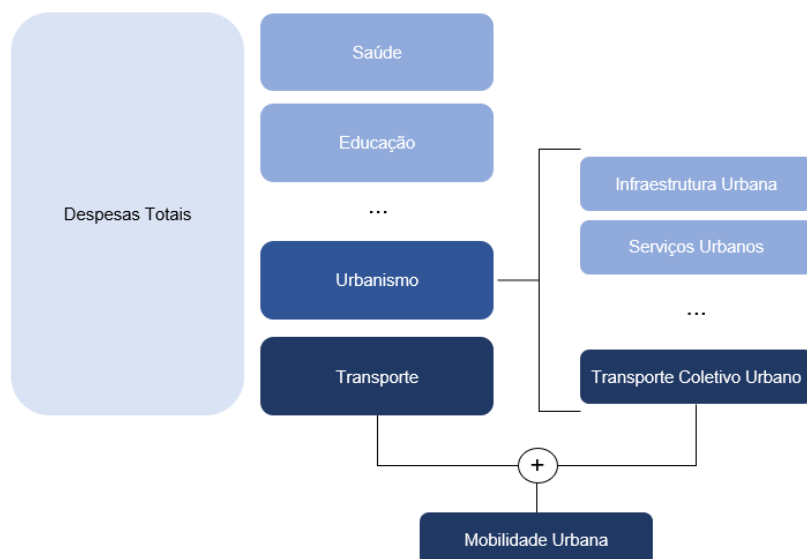 Despesas Totais
Saúde
Educação
...
Urbanismo
Transporte
Infraestrutura Urbana
Serviços Urbanos
...
Transporte Coletivo Urbano
+
Mobilidade Urbana